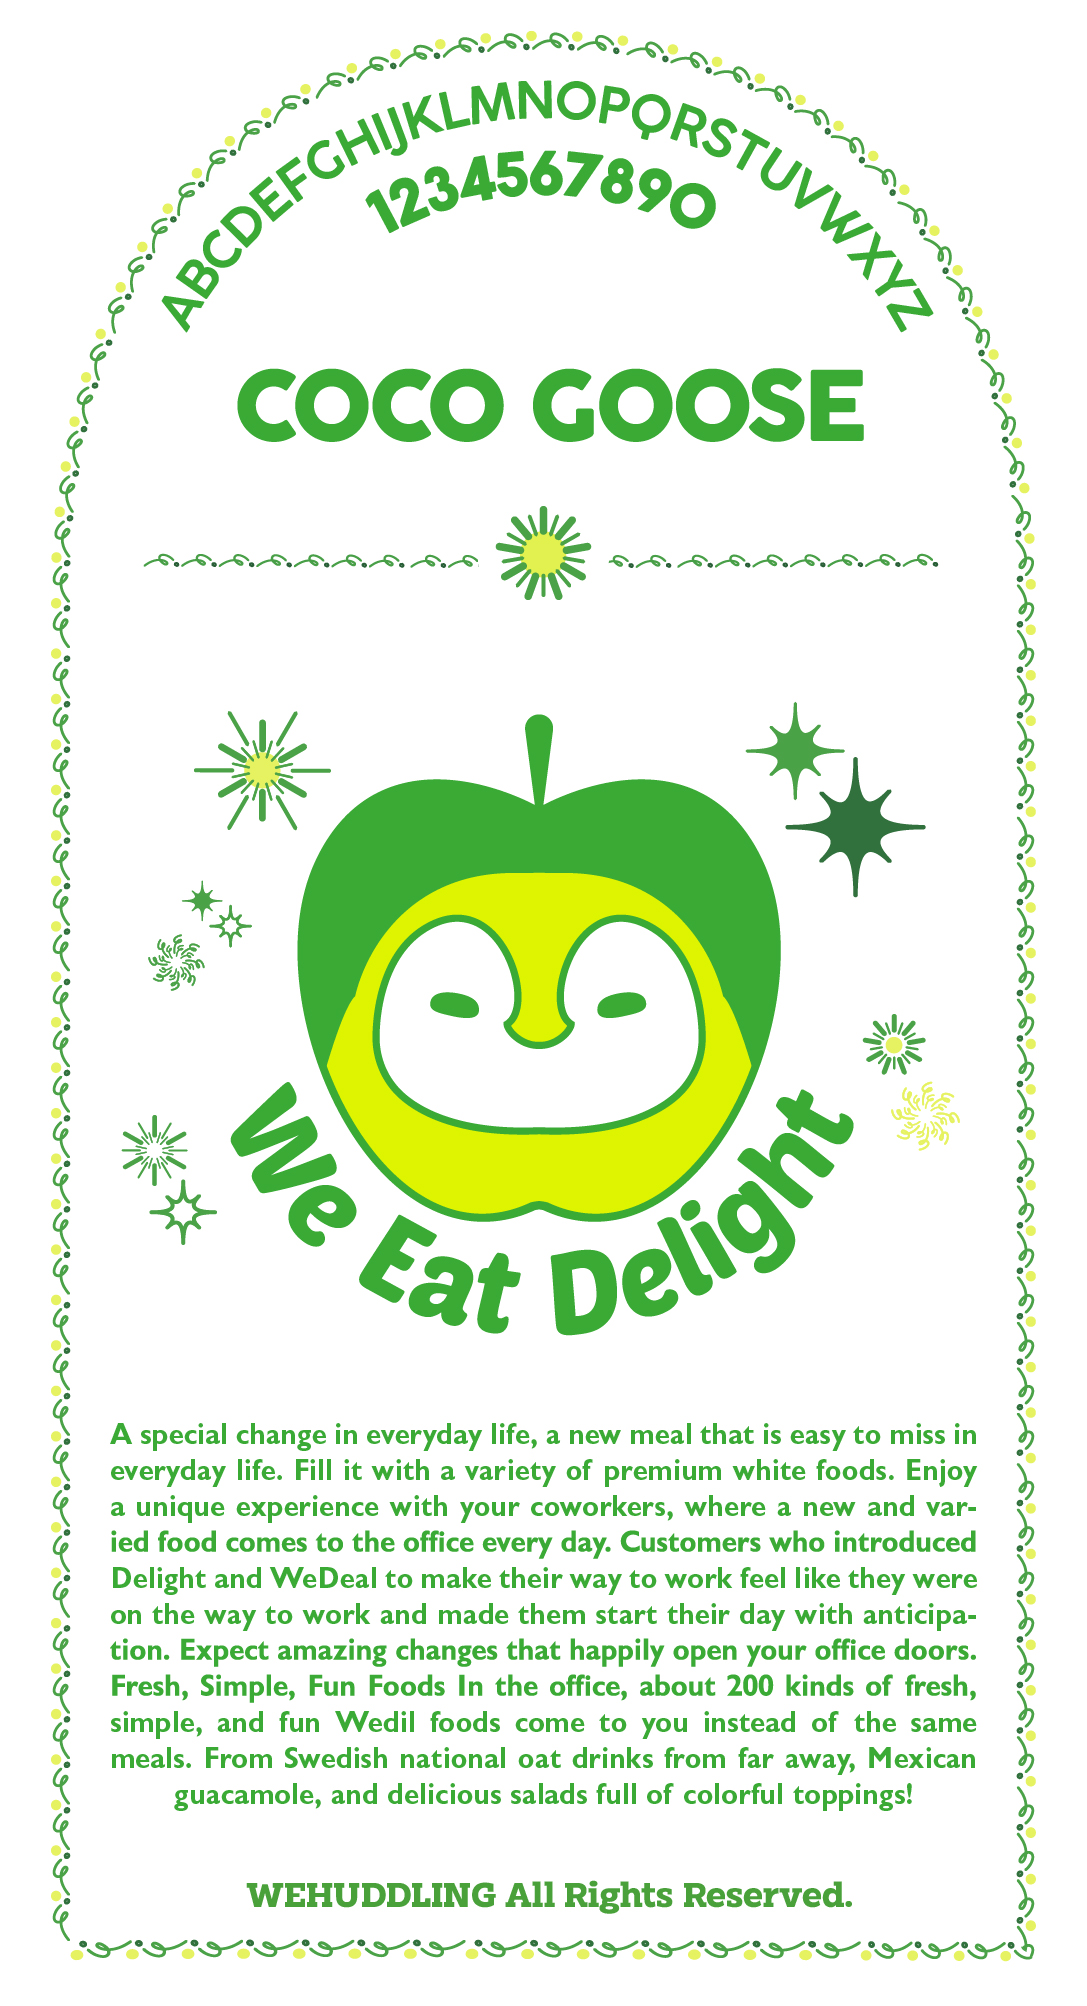 ABCDEFGHIJKLMNOPQRSTUVWXYZ
1234567890
COCO GOOSE
We Eat Delight
A special change in everyday life, a new meal that is easy to miss in
everyday life. Fill it with a variety of premium white foods. Enjoy
a unique experience with your coworkers, where a new and var-
ied food comes to the office every day. Customers who introduced
Delight and WeDeal to make their way to work feel like they were
on the way to work and made them start their day with anticipa-
tion. Expect amazing changes that happily open your office doors.
Fresh, Simple, Fun Foods In the office, about 200 kinds of fresh,
simple, and fun Wedil foods come to you instead of the same
meals. From Swedish national oat drinks from far away, Mexican
guacamole, and delicious salads full of colorful toppings!
WEHUDDLING All Rights Reserved.